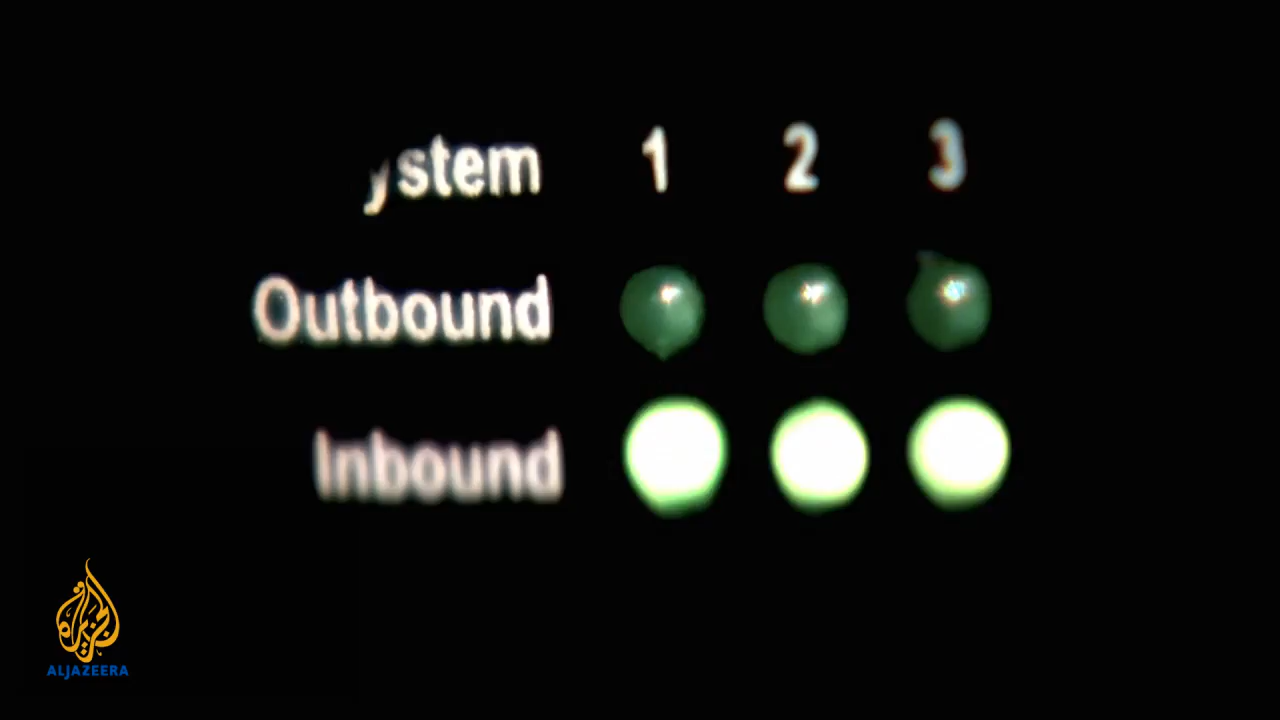 ystem 1 2 3
Outbound
Inbound
الجزيرة
ALJAZEERA